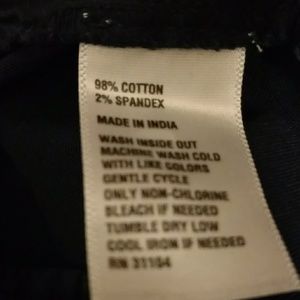 98% COTTON
2% SPANDEX
MADE IN INDIA
WASH INSIDE OUT
MACHINE WASH COLD
WITH LIKE COLORS
GENTLE CYCLE
ONLY NON-CHLORINE
BLEACH IF NEEDED
TUMBLE DRY LOW
COOL IRON IF NEEDED
RN 31104